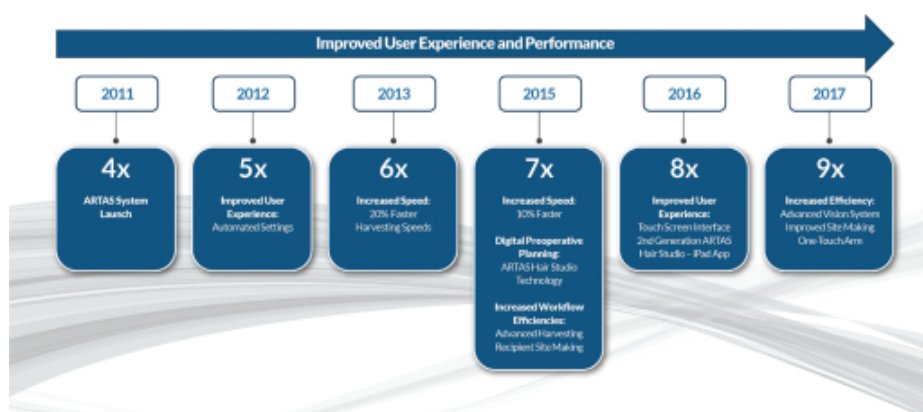 Improved User Experience and Performance
2011
2012
2013
2015
2016
2017
4x
ARTAS System
Launch
5x
Improved User
Experience:
Automated Settings
6x
Increased Speed:
20% Faster
Harvesting Speeds
7x
Increased Speed:
10% Faster
Digital Preoperative
Planning:
ARTAS Hair Studio
Technology
Increased Workflow
Efficiencies:
Advanced Harvesting
Recipient Site Making
8x
Improved User
Experience:
Touch Screen Interface
2nd Generation ARTAS
Hair Studio – iPad App
9x
Increased Efficiency:
Advanced Vision System
Improved Site Making
One-Touch Arm